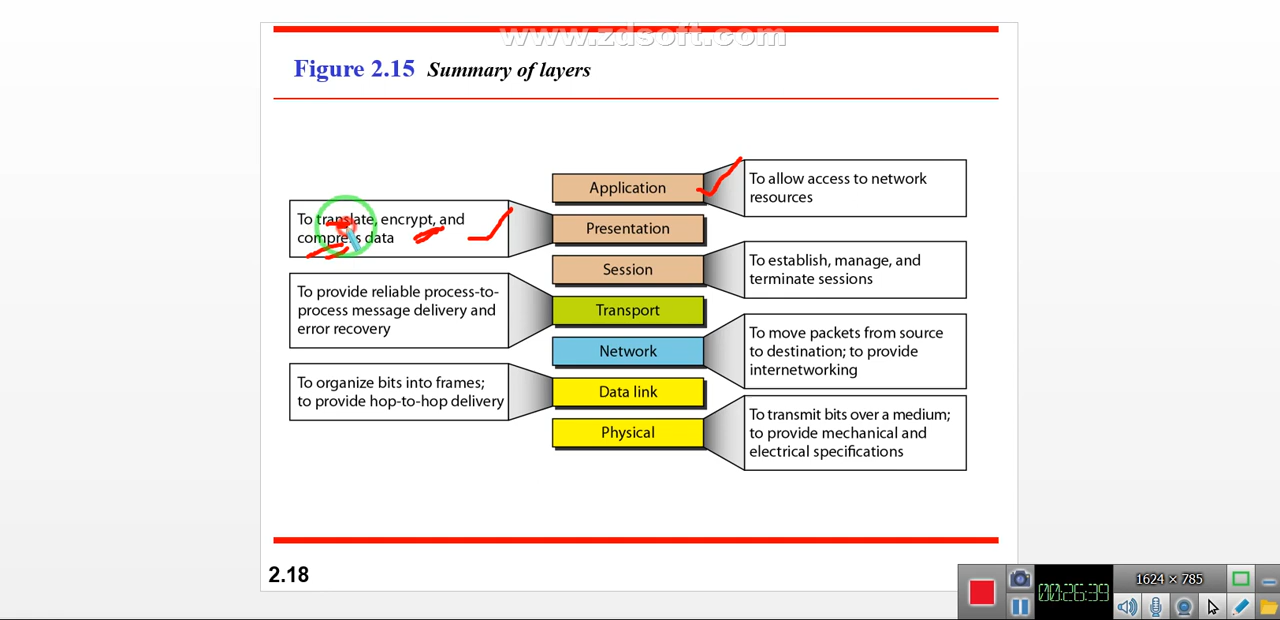 www.zdsoft.com
Figure 2.15 Summary of layers
Application
To allow access to network
resources
To translate, encrypt, and
compress data
Presentation
Session
To establish, manage, and
terminate sessions
To provide reliable process-to-
process message delivery and
error recovery
Transport
Network
To move packets from source
to destination; to provide
internetworking
To organize bits into frames;
to provide hop-to-hop delivery
Data link
Physical
To transmit bits over a medium;
to provide mechanical and
electrical specifications
2.18
00:26:39
1624 × 785